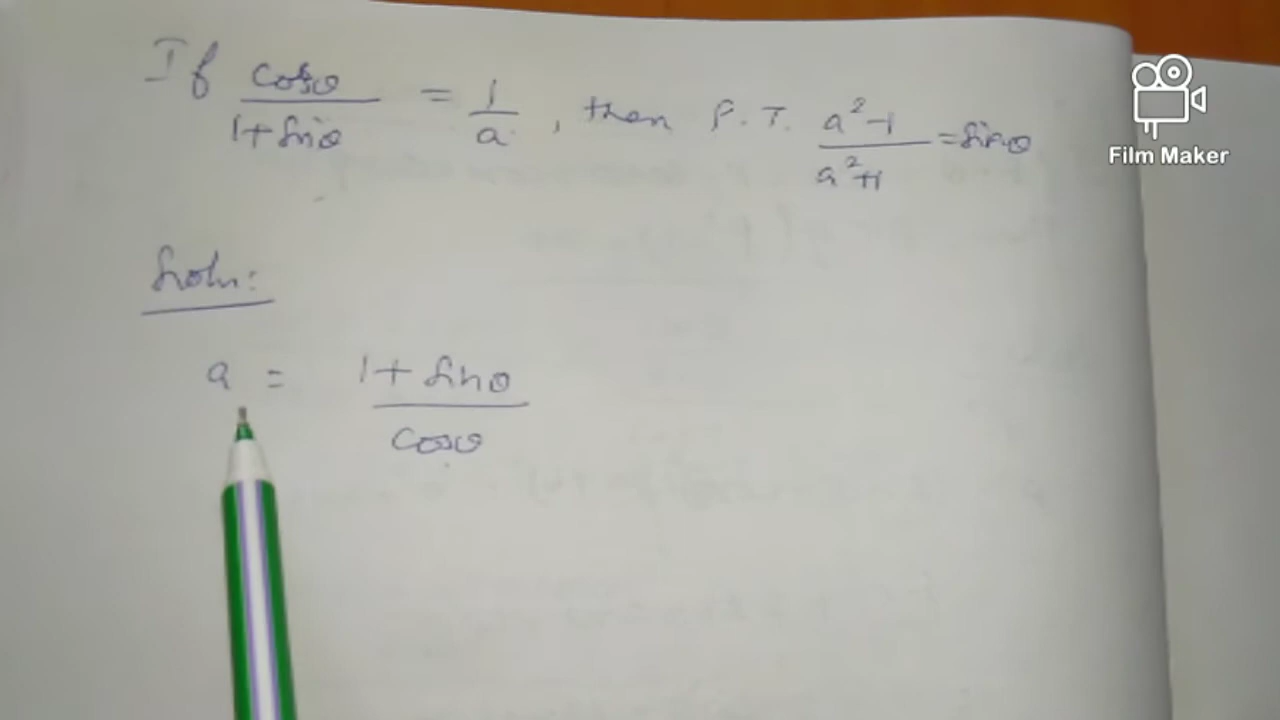 If cosθ/1+sinθ = 1/a, then P.T. a²-1/a²+1 = sinθ
Film Maker
Soln:
a = 1+sinθ/cosθ